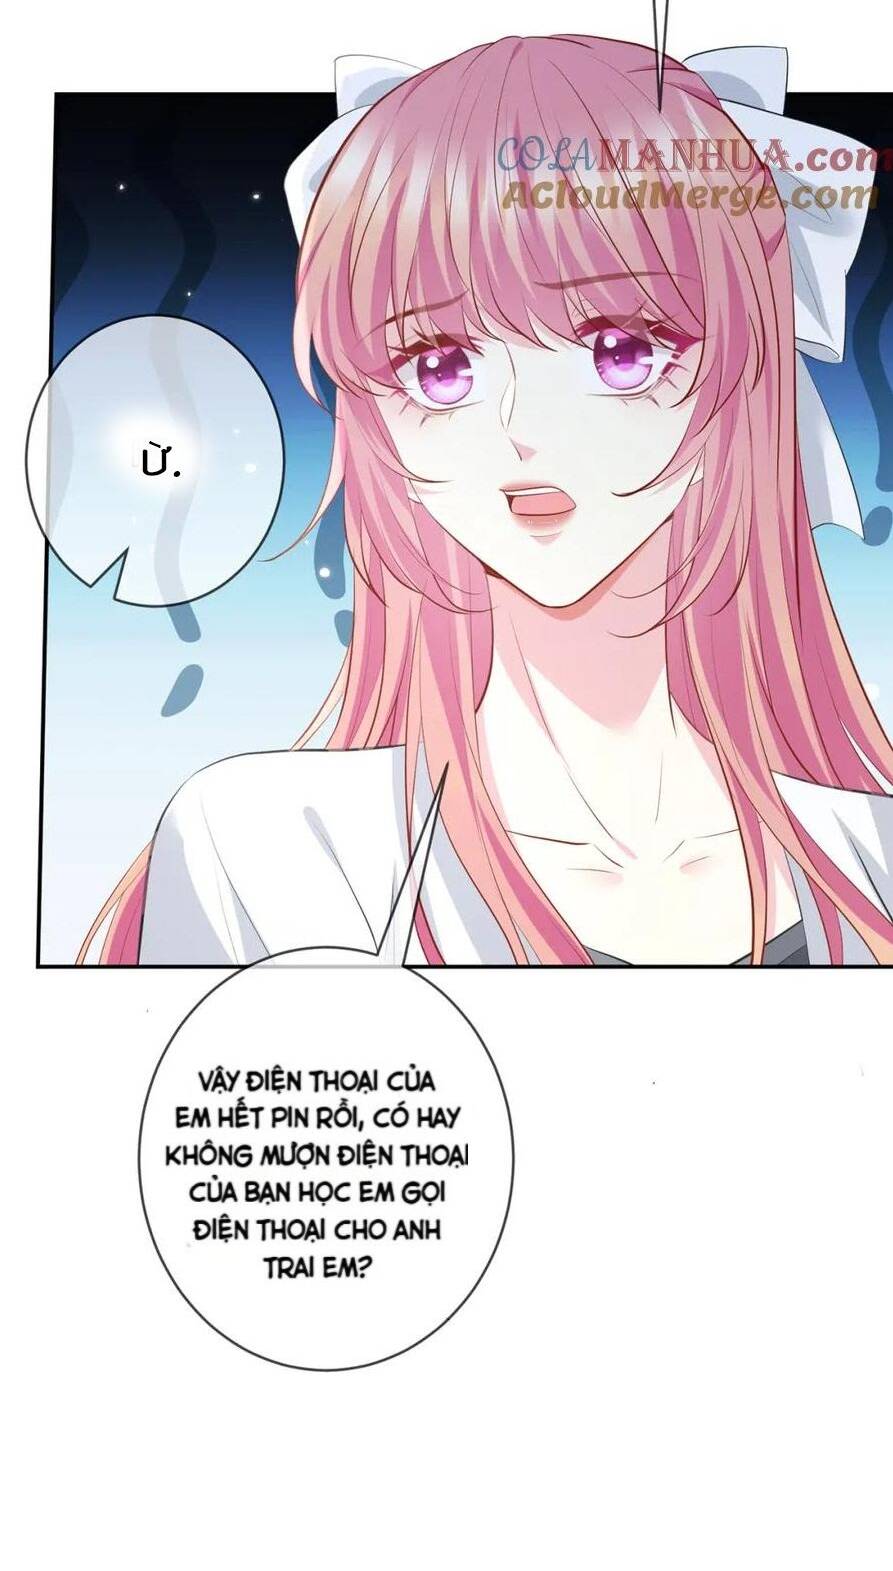 COLAMANHUA.com
ACloudMerge.com
Ừ.
VẬY ĐIỆN THOẠI CỦA
EM HẾT PIN RỒI, CÓ HAY
KHÔNG MƯỢN ĐIỆN THOẠI
CỦA BẠN HỌC EM GỌI
ĐIỆN THOẠI CHO ANH
TRAI EM?